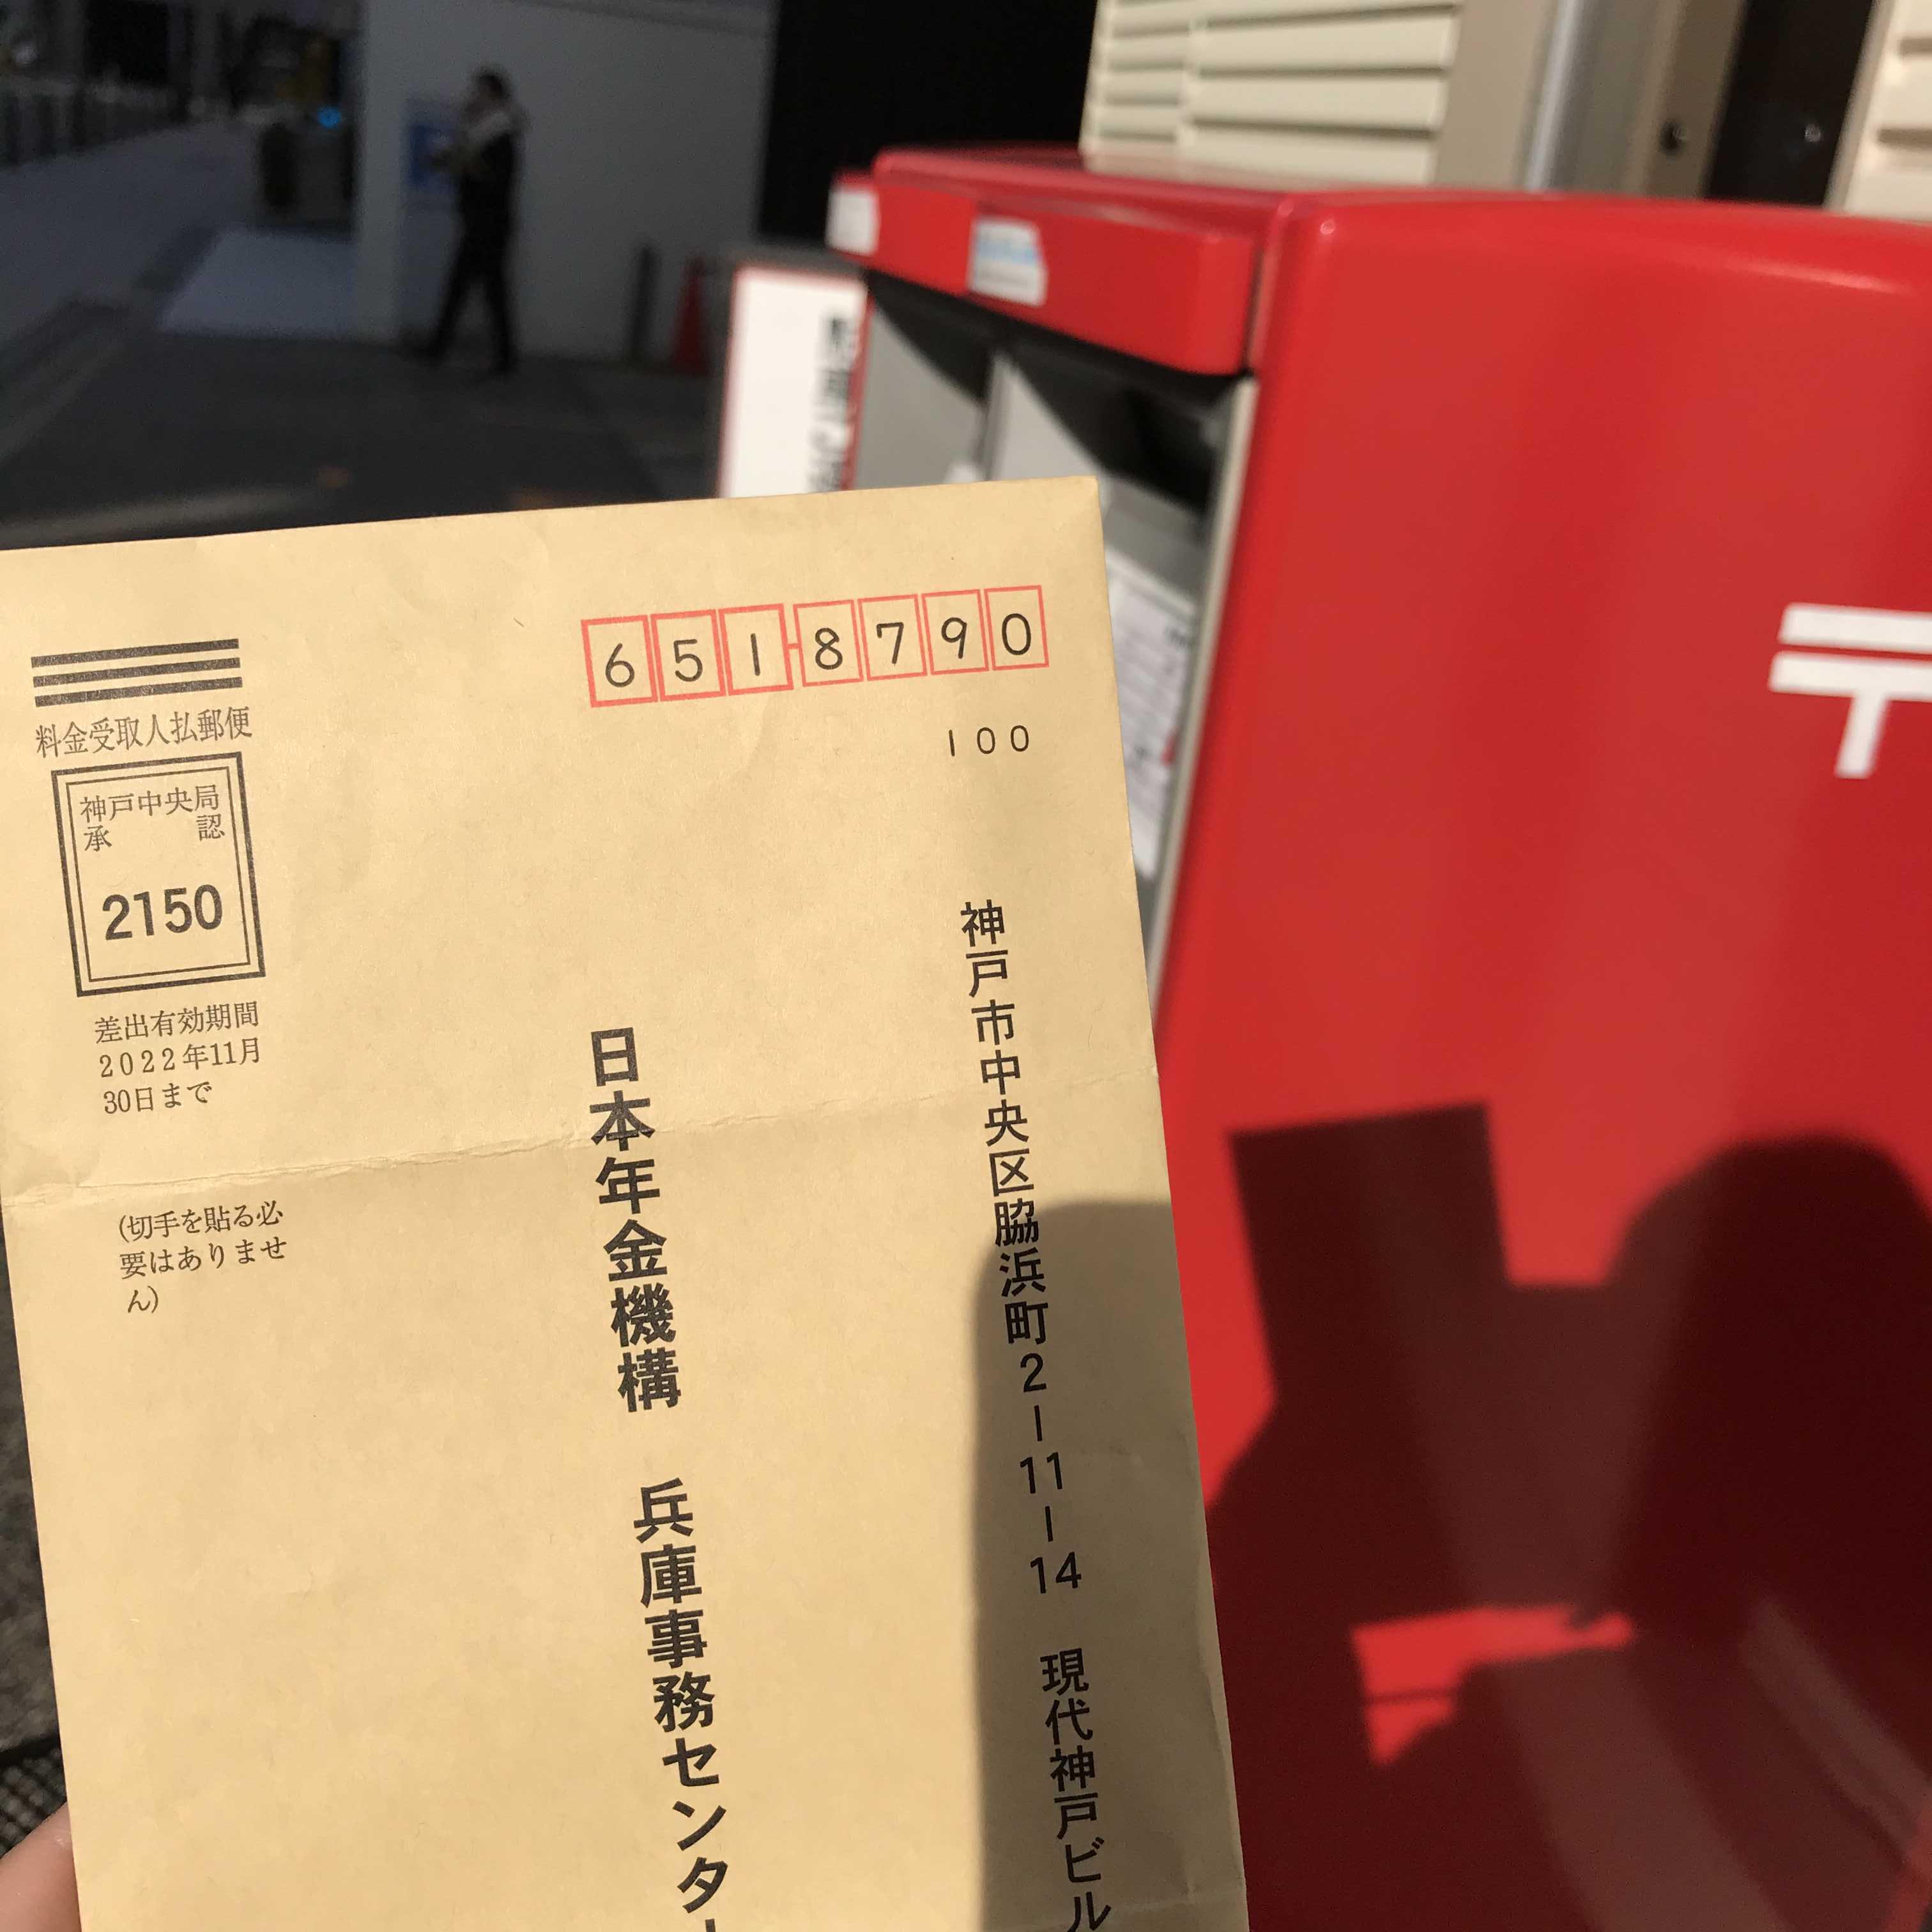 6518790
100
料金受取人払郵便
神戸中央局
承 認
2150
差出有効期間
2022年11月
30日まで
(切手を貼る必
要はありませ
ん)
神戸市中央区脇浜町2-11-14 現代神戸ビル
日本年金機構 兵庫事務センター
〒